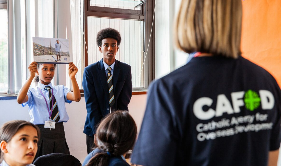 CAFOD
Catholic Agency for
Overseas Development